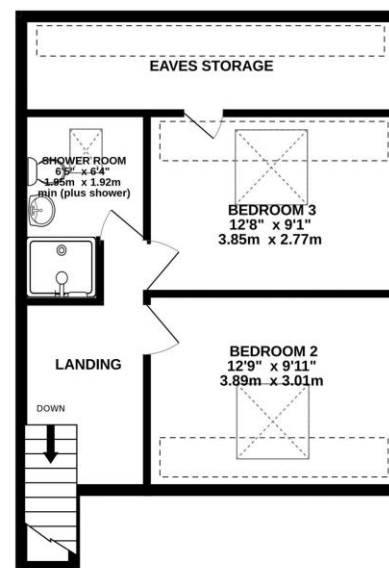 EAVES STORAGE
SHOWER ROOM
6'5" x 6'4"
1.95m x 1.92m
min (plus shower)
BEDROOM 3
12'8" x 9'1"
3.85m x 2.77m
LANDING
BEDROOM 2
12'9" x 9'11"
3.89m x 3.01m
DOWN